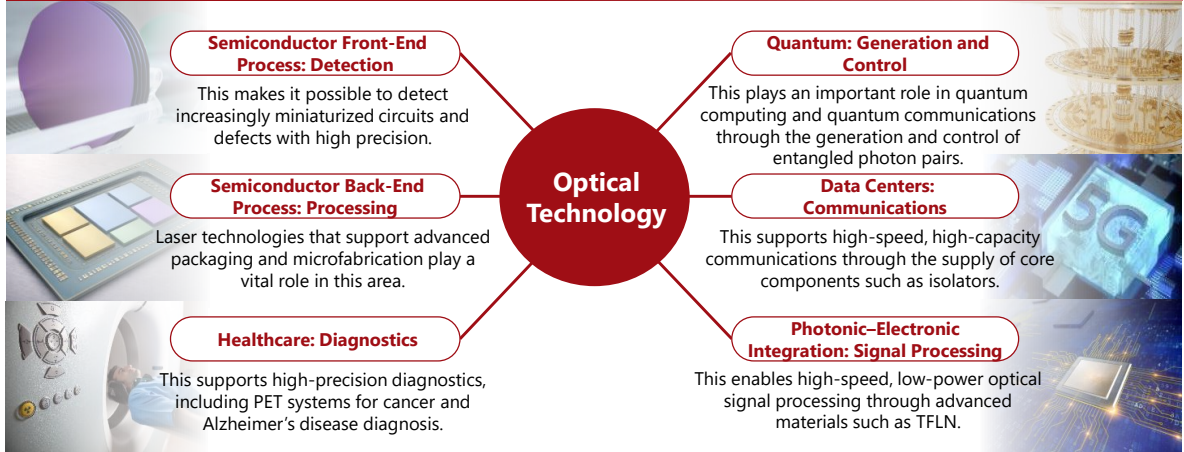 Semiconductor Front-End
Process: Detection
This makes it possible to detect
increasingly miniaturized circuits and
defects with high precision.
Semiconductor Back-End
Process: Processing
Laser technologies that support advanced
packaging and microfabrication play a
vital role in this area.
Healthcare: Diagnostics
This supports high-precision diagnostics,
including PET systems for cancer and
Alzheimer’s disease diagnosis.
Optical
Technology
Quantum: Generation and
Control
This plays an important role in quantum
computing and quantum communications
through the generation and control of
entangled photon pairs.
Data Centers:
Communications
This supports high-speed, high-capacity
communications through the supply of core
components such as isolators.
5G
Photonic–Electronic
Integration: Signal Processing
This enables high-speed, low-power optical
signal processing through advanced
materials such as TFLN.